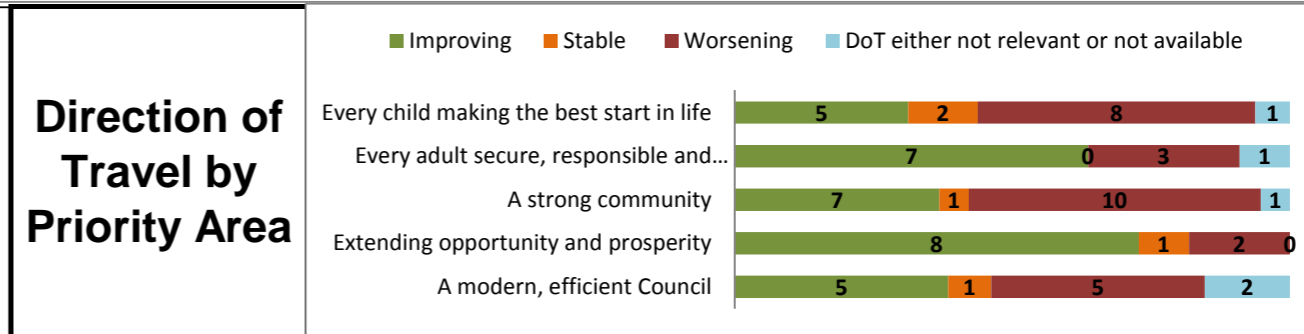 Direction of
Travel by
Priority Area
Improving Stable Worsening DoT either not relevant or not available
Every child making the best start in life 5 2 8 1
Every adult secure, responsible and... 7 0 3 1
A strong community 7 1 10 1
Extending opportunity and prosperity 8 1 2 0
A modern, efficient Council 5 1 5 2